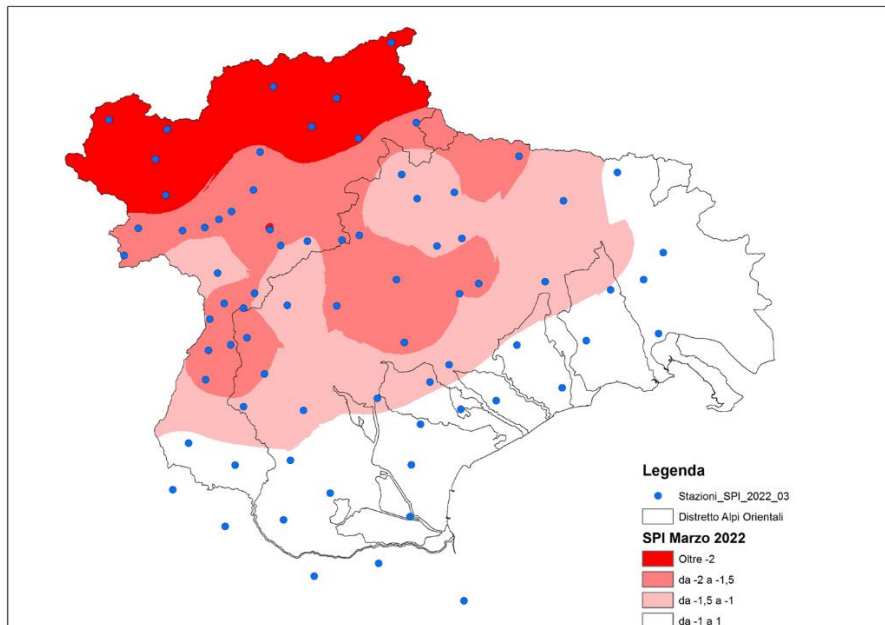 Legenda
Stazioni_SPI_2022_03
Distretto Alpi Orientali
SPI Marzo 2022
Oltre -2
da -2 a -1,5
da -1,5 a -1
da -1 a 1